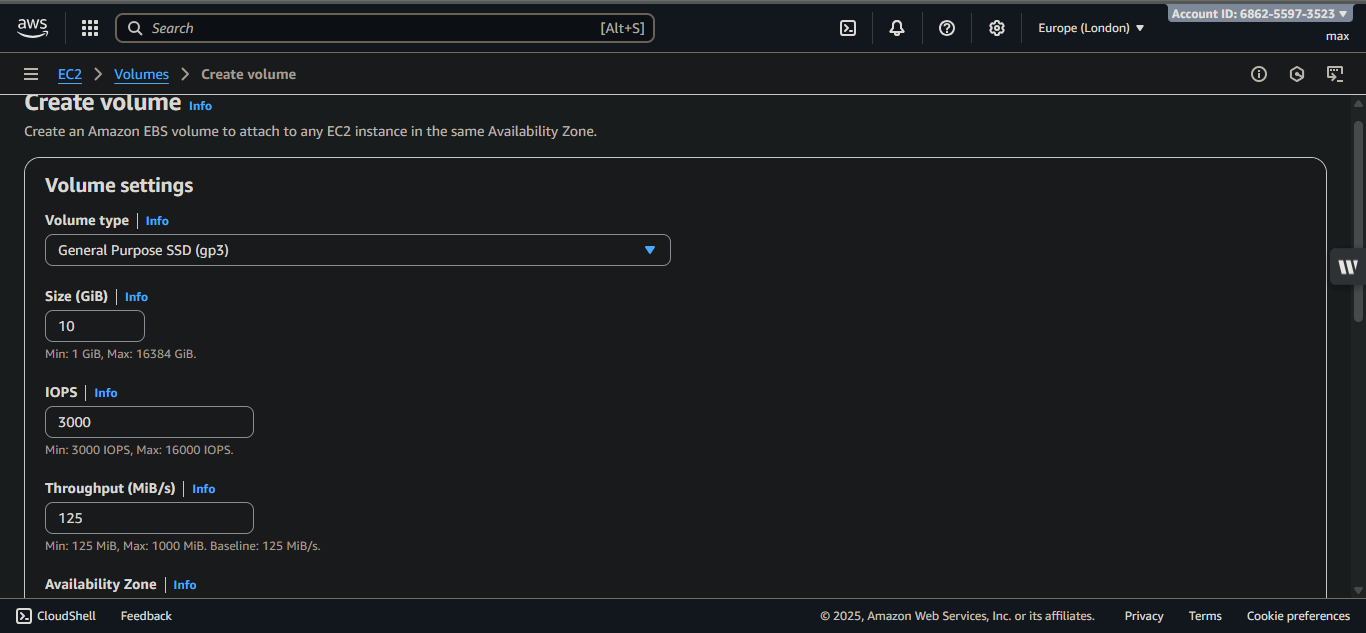 aws
Search [Alt+S]
Europe (London)
Account ID: 6862-5597-3523
max
EC2 Volumes Create volume
Create volume Info
Create an Amazon EBS volume to attach to any EC2 instance in the same Availability Zone.
Volume settings
Volume type Info
General Purpose SSD (gp3)
Size (GiB) Info
10
Min: 1 GiB, Max: 16384 GiB.
IOPS Info
3000
Min: 3000 IOPS, Max: 16000 IOPS.
Throughput (MiB/s) Info
125
Min: 125 MiB, Max: 1000 MiB. Baseline: 125 MiB/s.
Availability Zone Info
CloudShell Feedback © 2025, Amazon Web Services, Inc. or its affiliates. Privacy Terms Cookie preferences